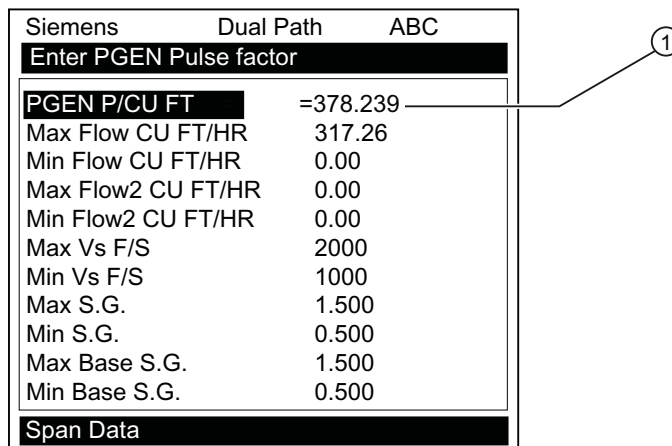 Siemens Dual Path ABC
Enter PGEN Pulse factor
PGEN P/CU FT =378.239
1
Max Flow CU FT/HR 317.26
Min Flow CU FT/HR 0.00
Max Flow2 CU FT/HR 0.00
Min Flow2 CU FT/HR 0.00
Max Vs F/S 2000
Min Vs F/S 1000
Max S.G. 1.500
Min S.G. 0.500
Max Base S.G. 1.500
Min Base S.G. 0.500
Span Data